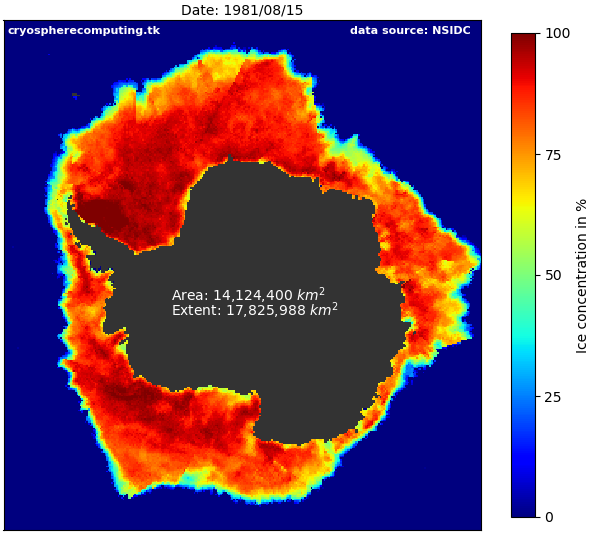 Date: 1981/08/15
cryospherecomputing.tk
data source: NSIDC
Area: 14,124,400 km²
Extent: 17,825,988 km²
100
75
50
25
0
Ice concentration in %